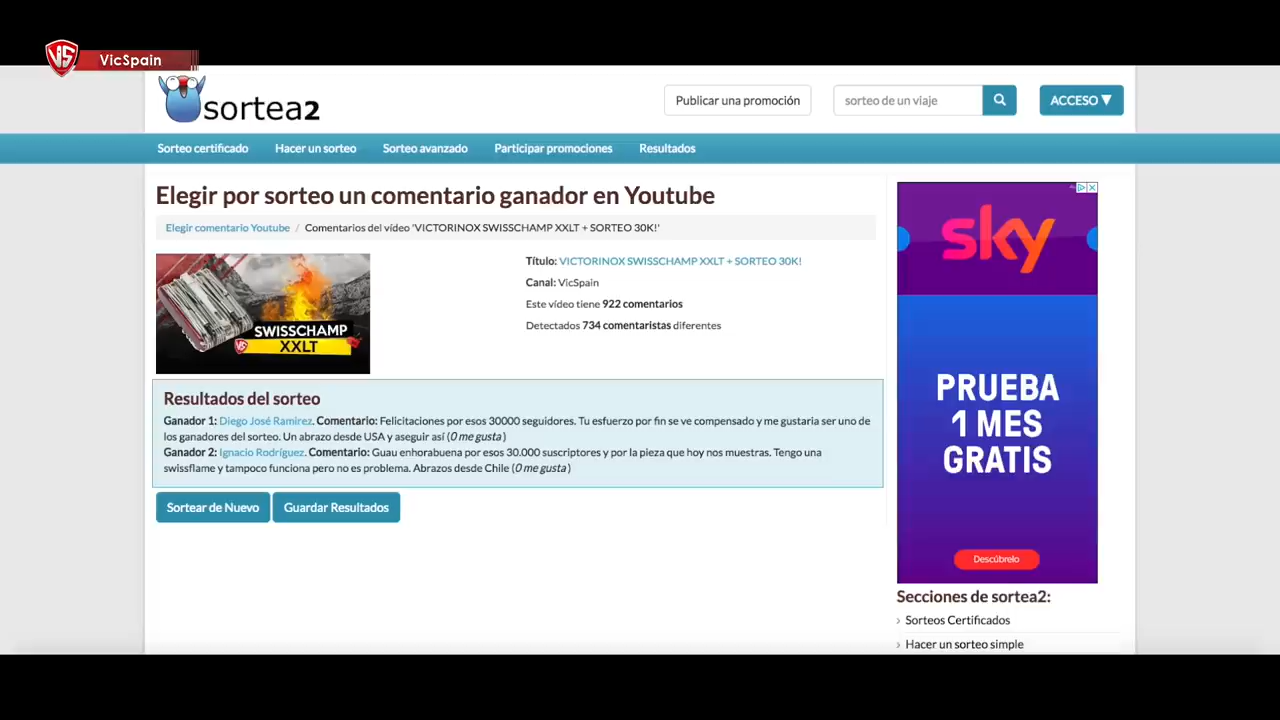 VS VicSpain
sortea2
Publicar una promoción
sorteo de un viaje
ACCESO ▼
Sorteo certificado
Hacer un sorteo
Sorteo avanzado
Participar promociones
Resultados
Elegir por sorteo un comentario ganador en Youtube
Elegir comentario Youtube / Comentarios del vídeo 'VICTORINOX SWISSCHAMP XXLT + SORTEO 30K!'
SWISSCHAMP
XXLT
Título: VICTORINOX SWISSCHAMP XXLT + SORTEO 30K!
Canal: VicSpain
Este vídeo tiene 922 comentarios
Detectados 734 comentaristas diferentes
Resultados del sorteo
Ganador 1: Diego José Ramirez. Comentario: Felicitaciones por esos 30000 seguidores. Tu esfuerzo por fin se ve compensado y me gustaria ser uno de
los ganadores del sorteo. Un abrazo desde USA y aseguir así (0 me gusta )
Ganador 2: Ignacio Rodríguez. Comentario: Guau enhorabuena por esos 30.000 suscriptores y por la pieza que hoy nos muestras. Tengo una
swissflame y tampoco funciona pero no es problema. Abrazos desde Chile (0 me gusta )
Sortear de Nuevo
Guardar Resultados
sky
PRUEBA
1 MES
GRATIS
Descúbrelo
Secciones de sortea2:
› Sorteos Certificados
› Hacer un sorteo simple